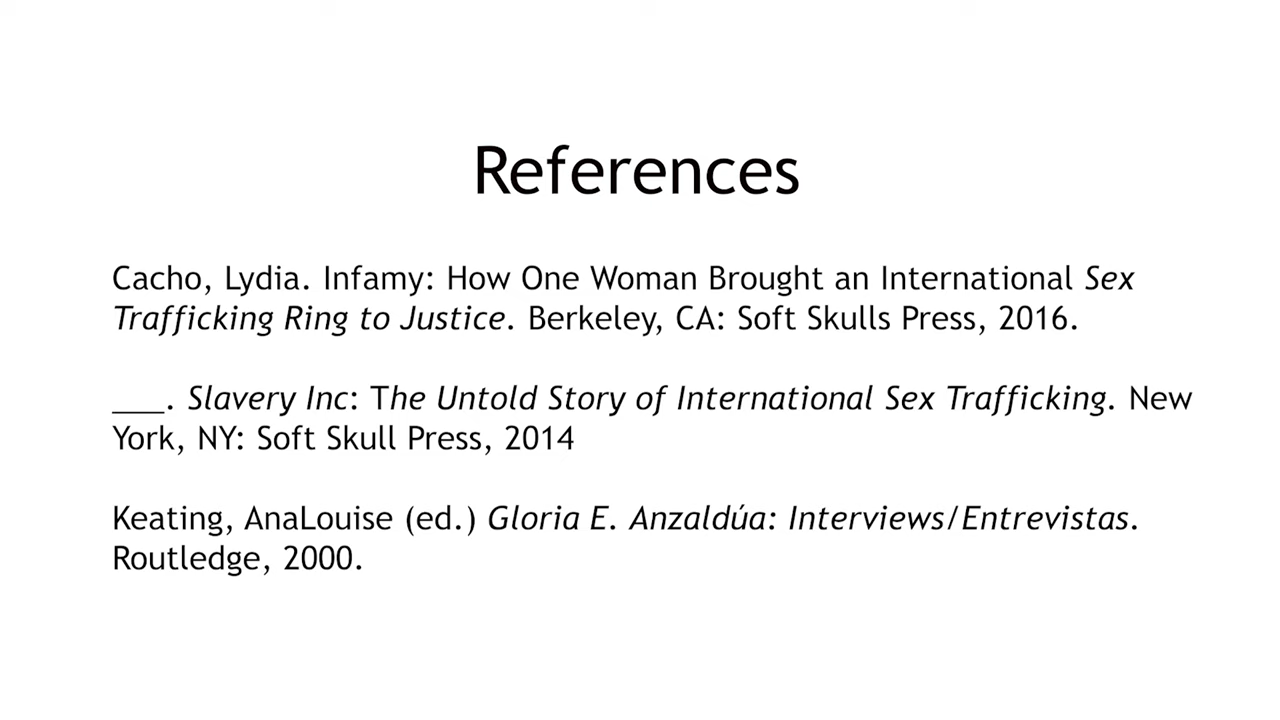 References
Cacho, Lydia. Infamy: How One Woman Brought an International Sex
Trafficking Ring to Justice. Berkeley, CA: Soft Skulls Press, 2016.
___. Slavery Inc: The Untold Story of International Sex Trafficking. New
York, NY: Soft Skull Press, 2014
Keating, AnaLouise (ed.) Gloria E. Anzaldúa: Interviews/Entrevistas.
Routledge, 2000.